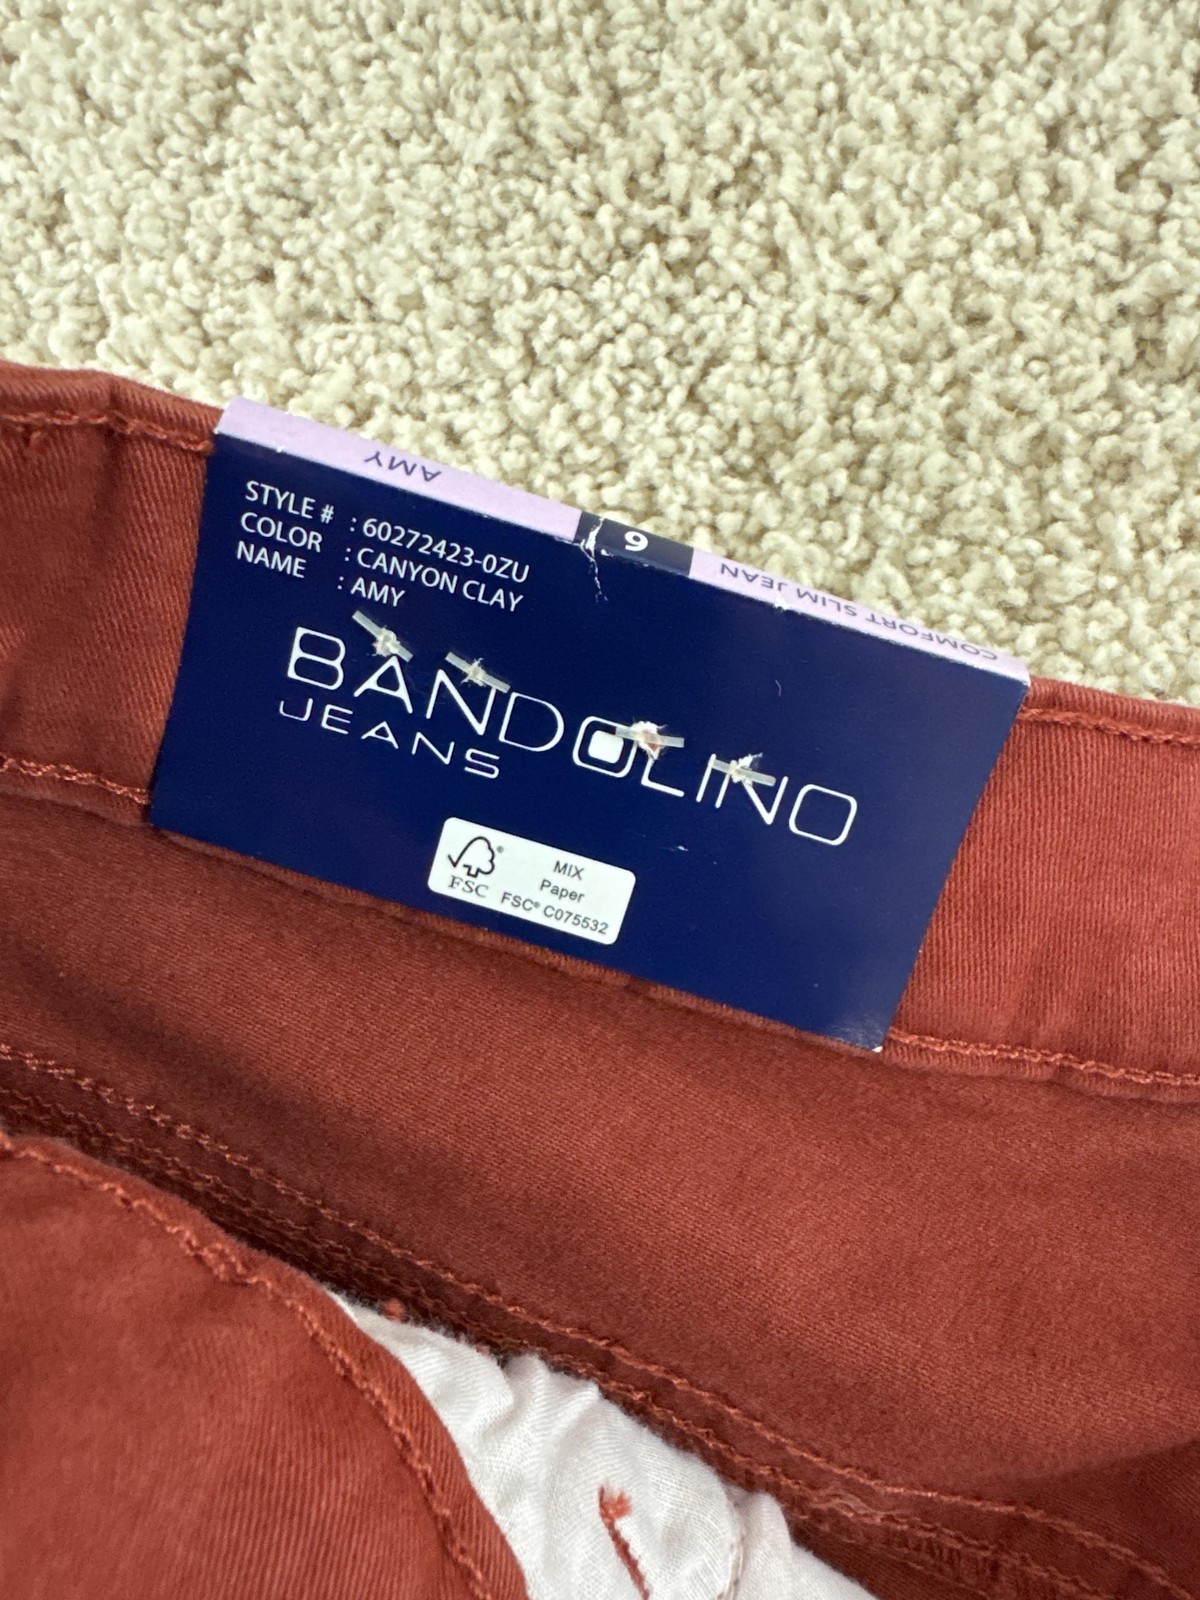 AMY
6
COMFORT SLIM JEAN
STYLE # : 60272423-0ZU
COLOR : CANYON CLAY
NAME : AMY
BANDOLINO
JEANS
FSC®
MIX
Paper
FSC® C075532